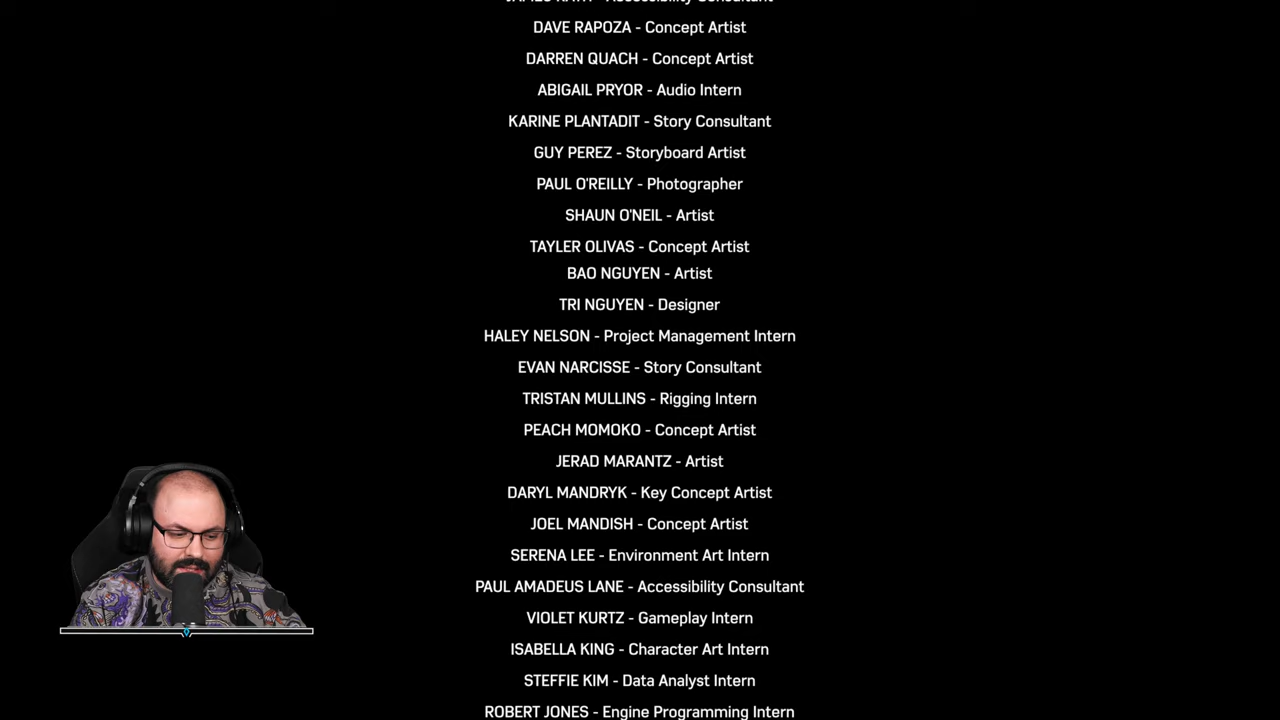 Accessibility Consultant
DAVE RAPOZA - Concept Artist
DARREN QUACH - Concept Artist
ABIGAIL PRYOR - Audio Intern
KARINE PLANTADIT - Story Consultant
GUY PEREZ - Storyboard Artist
PAUL O'REILLY - Photographer
SHAUN O'NEIL - Artist
TAYLER OLIVAS - Concept Artist
BAO NGUYEN - Artist
TRI NGUYEN - Designer
HALEY NELSON - Project Management Intern
EVAN NARCISSE - Story Consultant
TRISTAN MULLINS - Rigging Intern
PEACH MOMOKO - Concept Artist
JERAD MARANTZ - Artist
DARYL MANDRYK - Key Concept Artist
JOEL MANDISH - Concept Artist
SERENA LEE - Environment Art Intern
PAUL AMADEUS LANE - Accessibility Consultant
VIOLET KURTZ - Gameplay Intern
ISABELLA KING - Character Art Intern
STEFFIE KIM - Data Analyst Intern
ROBERT JONES - Engine Programming Intern